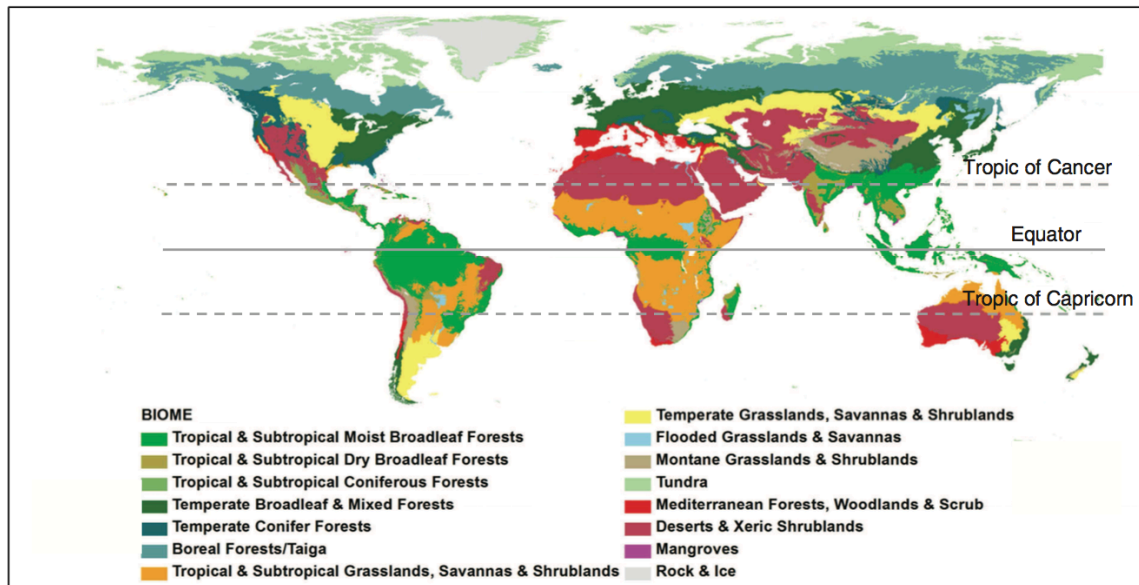 Tropic of Cancer
Equator
Tropic of Capricorn
BIOME
Tropical & Subtropical Moist Broadleaf Forests
Tropical & Subtropical Dry Broadleaf Forests
Tropical & Subtropical Coniferous Forests
Temperate Broadleaf & Mixed Forests
Temperate Conifer Forests
Boreal Forests/Taiga
Tropical & Subtropical Grasslands, Savannas & Shrublands
Temperate Grasslands, Savannas & Shrublands
Flooded Grasslands & Savannas
Montane Grasslands & Shrublands
Tundra
Mediterranean Forests, Woodlands & Scrub
Deserts & Xeric Shrublands
Mangroves
Rock & Ice